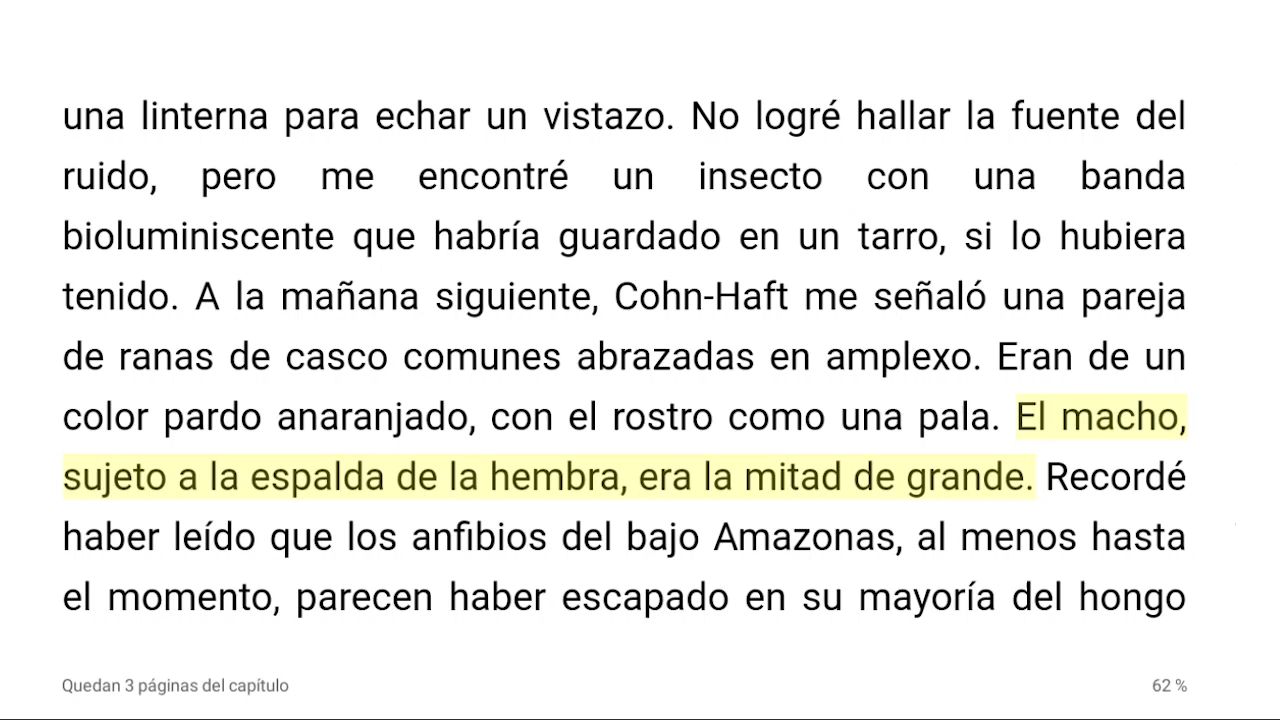 una linterna para echar un vistazo. No logré hallar la fuente del
ruido, pero me encontré un insecto con una banda
bioluminiscente que habría guardado en un tarro, si lo hubiera
tenido. A la mañana siguiente, Cohn-Haft me señaló una pareja
de ranas de casco comunes abrazadas en amplexo. Eran de un
color pardo anaranjado, con el rostro como una pala. El macho,
sujeto a la espalda de la hembra, era la mitad de grande. Recordé
haber leído que los anfibios del bajo Amazonas, al menos hasta
el momento, parecen haber escapado en su mayoría del hongo
Quedan 3 páginas del capítulo
62 %